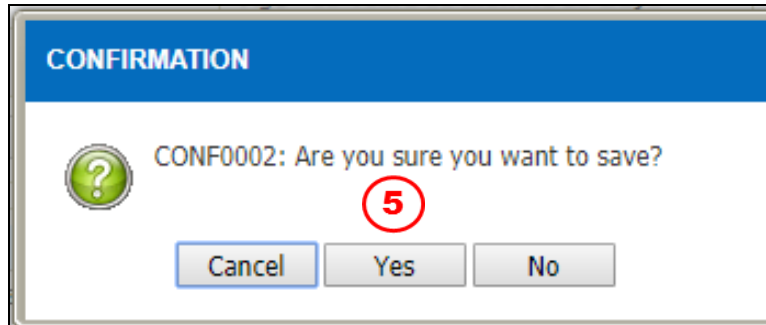 CONFIRMATION
CONF0002: Are you sure you want to save?
5
Cancel Yes No